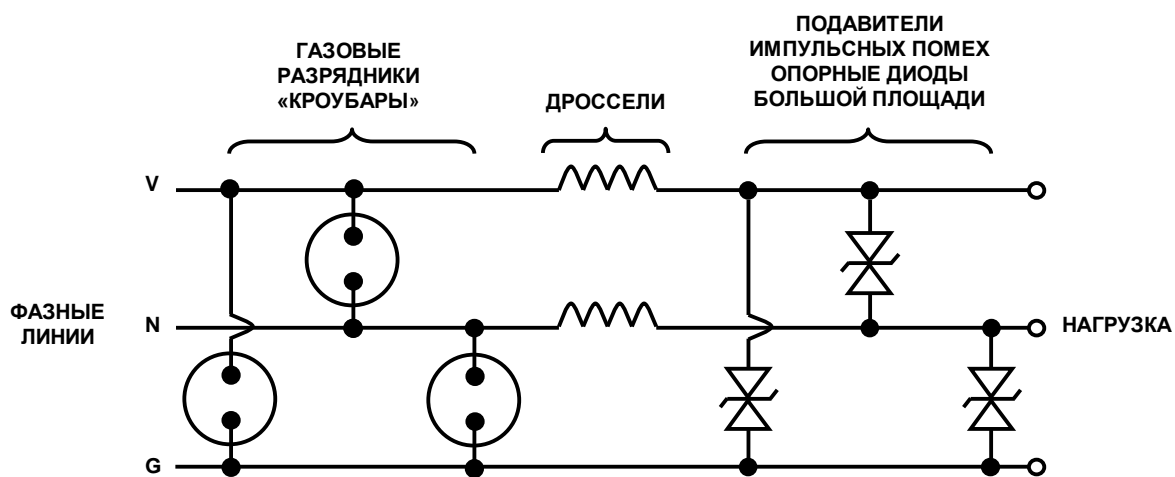 ГАЗОВЫЕ
РАЗРЯДНИКИ
«КРОУБАРЫ»
ДРОССЕЛИ
ПОДАВИТЕЛИ
ИМПУЛЬСНЫХ ПОМЕХ
ОПОРНЫЕ ДИОДЫ
БОЛЬШОЙ ПЛОЩАДИ
V
ФАЗНЫЕ
ЛИНИИ
N
НАГРУЗКА
G